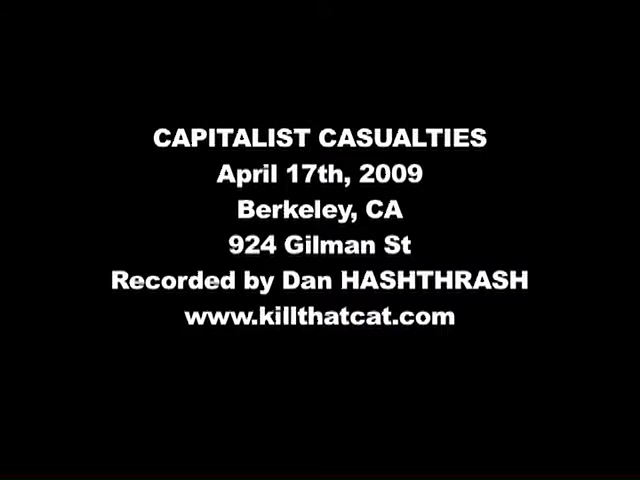 CAPITALIST CASUALTIES
April 17th, 2009
Berkeley, CA
924 Gilman St
Recorded by Dan HASHTHRASH
www.killthatcat.com